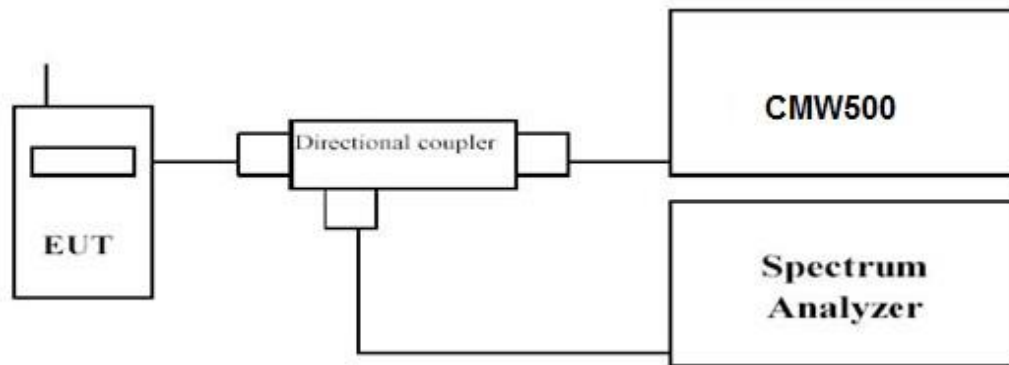 EUT
Directional coupler
CMW500
Spectrum
Analyzer